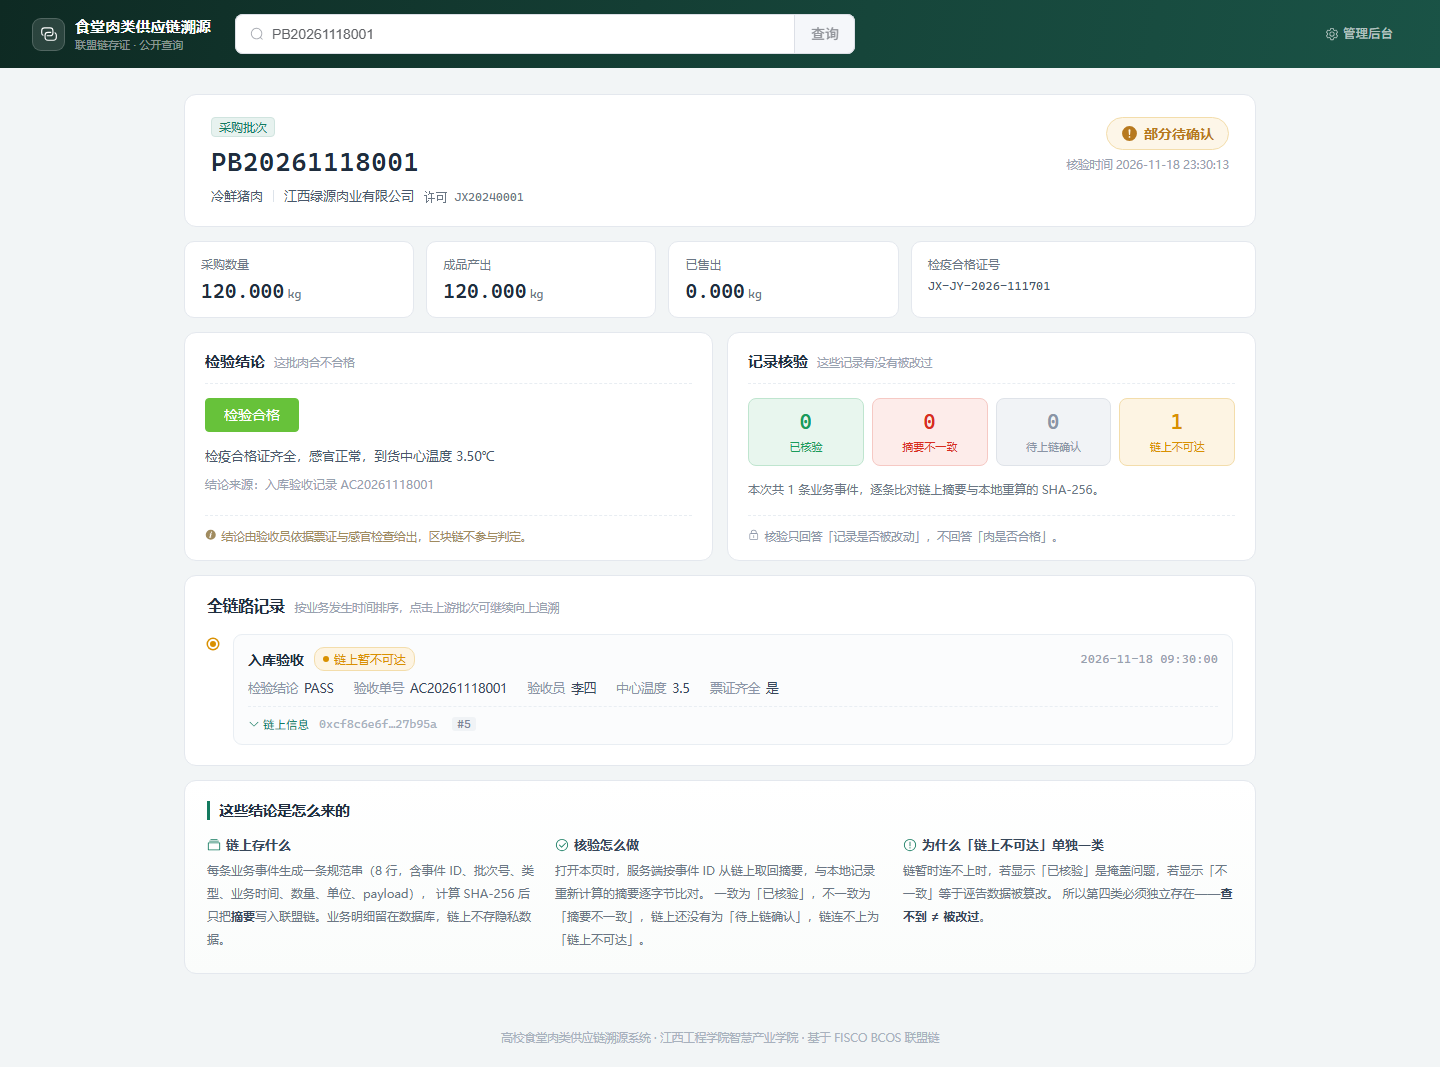 食堂肉类供应链溯源
联盟链存证 · 公开查询
PB20261118001
查询
管理后台
采购批次
PB20261118001
冷鲜猪肉 江西绿源肉业有限公司 许可 JX20240001
部分待确认
核验时间 2026-11-18 23:30:13
采购数量
120.000 kg
成品产出
120.000 kg
已售出
0.000 kg
检疫合格证号
JX-JY-2026-111701
检验结论 这批肉合不合格
检验合格
检疫合格证齐全，感官正常，到货中心温度 3.50℃
结论来源：入库验收记录 AC20261118001
结论由验收员依据票证与感官检查给出，区块链不参与判定。
记录核验 这些记录有没有被改过
0
已核验
0
摘要不一致
0
待上链确认
1
链上不可达
本次共 1 条业务事件，逐条比对链上摘要与本地重算的 SHA-256。
核验只回答「记录是否被改动」，不回答「肉是否合格」。
全链路记录 按业务发生时间排序，点击上游批次可继续向上追溯
入库验收 链上暂不可达 2026-11-18 09:30:00
检验结论 PASS 验收单号 AC20261118001 验收员 李四 中心温度 3.5 票证齐全 是
链上信息 0xcf8c6e6f…27b95a #5
这些结论是怎么来的
链上存什么
每条业务事件生成一条规范串（8 行，含事件 ID、批次号、类
型、业务时间、数量、单位、payload），计算 SHA-256 后
只把摘要写入联盟链。业务明细留在数据库，链上不存隐私数
据。
核验怎么做
打开本页时，服务端按事件 ID 从链上取回摘要，与本地记录
重新计算的摘要逐字节比对。 一致为「已核验」，不一致为
「摘要不一致」，链上还没有为「待上链确认」，链连不上为
「链上不可达」。
为什么「链上不可达」单独一类
链暂时连不上时，若显示「已核验」是掩盖问题，若显示「不
一致」等于诬告数据被篡改。 所以第四类必须独立存在——查
不到 ≠ 被改过。
高校食堂肉类供应链溯源系统 · 江西工程学院智慧产业学院 · 基于 FISCO BCOS 联盟链